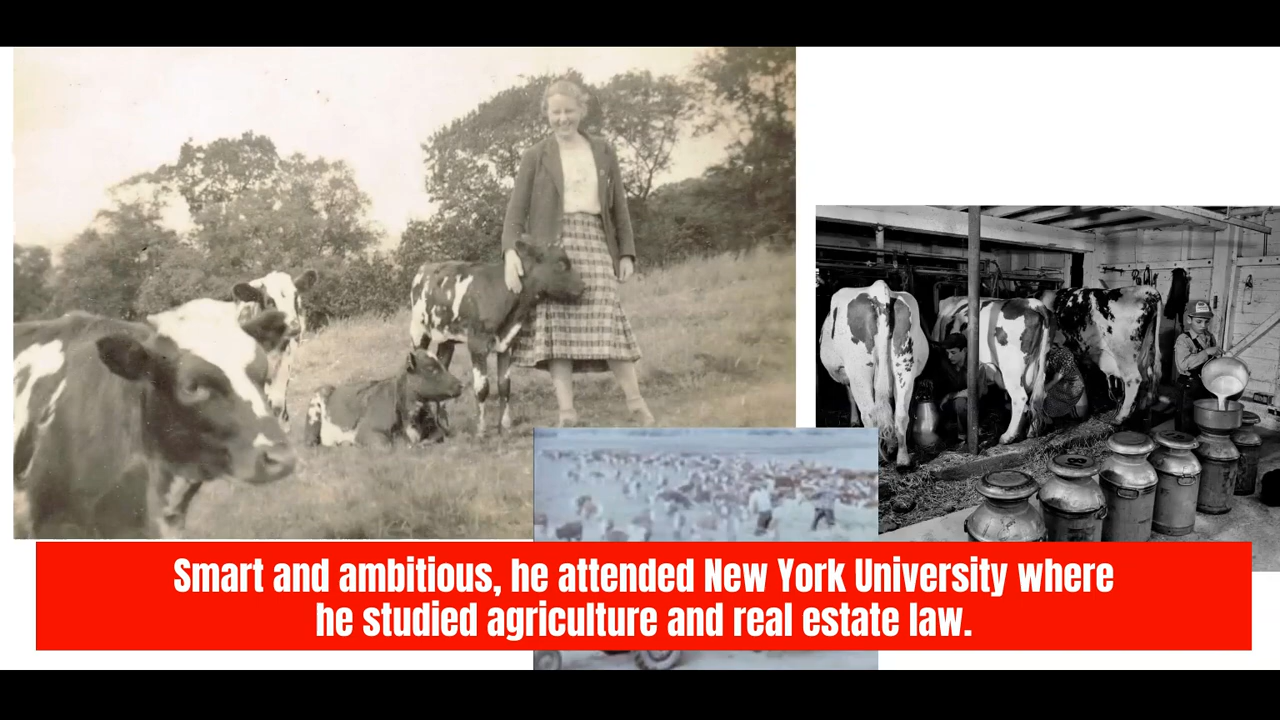 Smart and ambitious, he attended New York University where
he studied agriculture and real estate law.